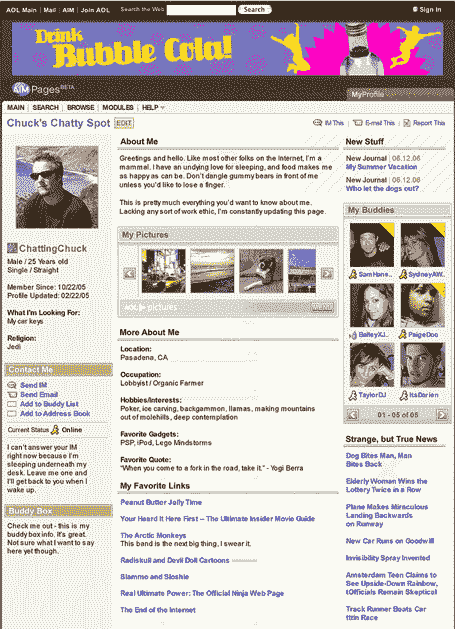 AOL Main | Mail | AIM | Join AOL
Search the Web
Search
Sign In
Drink
Bubble Cola!
AIM Pages BETA
MyProfile
MAIN | SEARCH | BROWSE | MODULES | HELP
Chuck's Chatty Spot EDIT
IM This | E-mail This | Report This
ChattingChuck
Male / 25 Years old
Single / Straight
Member Since: 10/22/05
Profile Updated: 02/22/05
What I'm Looking For:
My car keys
Religion:
Jedi
Contact Me
Send IM
Send Email
Add to Buddy List
Add to Address Book
Current Status Online
I can't answer your IM
right now because I'm
sleeping underneath my
desk. Leave me one and
I'll get back to you when I
wake up.
Buddy Box
Check me out - this is my
buddy box info. It's great.
Not sure what I want to say
here yet though.
About Me
Greetings and hello. Like most other folks on the Internet, I'm a
mammal. I have an undying love for sleeping, and food makes me
as happy as can be. Don't dangle gummy bears in front of me
unless you'd like to lose a finger.
This is pretty much everything you'd want to know about me.
Lacking any sort of work ethic, I'm constantly updating this page.
My Pictures
AOL pictures
More About Me
Location:
Pasadena, CA
Occupation:
Lobbyist / Organic Farmer
Hobbies/Interests:
Poker, ice carving, backgammon, llamas, making mountains
out of molehills, deep contemplation
Favorite Gadgets:
PSP, iPod, Lego Mindstorms
Favorite Quote:
"When you come to a fork in the road, take it." - Yogi Berra
My Favorite Links
Peanut Butter Jelly Time
Your Heard It Here First -- The Ultimate Insider Movie Guide
The Arctic Monkeys
This band is the next big thing, I swear it.
Radiskull and Devil Doll Cartoons
Blammo and Sloshie
Real Ultimate Power: The Official Ninja Web Page
The End of the Internet
New Stuff
New Journal | 06.12.06
My Summer Vacation
New Journal | 06.12.06
Who let the dogs out?
My Buddies
SamHane..
SydneyAW..
BaileyXJ..
PaigeDoo
TaylorDJ
ItsDarien
01 - 05 of 05
Strange, but True News
Dog Bites Man, Man
Bites Back
Elderly Woman Wins the
Lottery Twice in a Row
Plane Makes Miraculous
Landing Backwards
on Runway
New Car Runs on Goodwill
Invisibility Spray Invented
Amsterdam Teen Claims to
See Upside-Down Rainbow,
tOfficials Remain Skeptical
Track Runner Boats Car
tttin Race